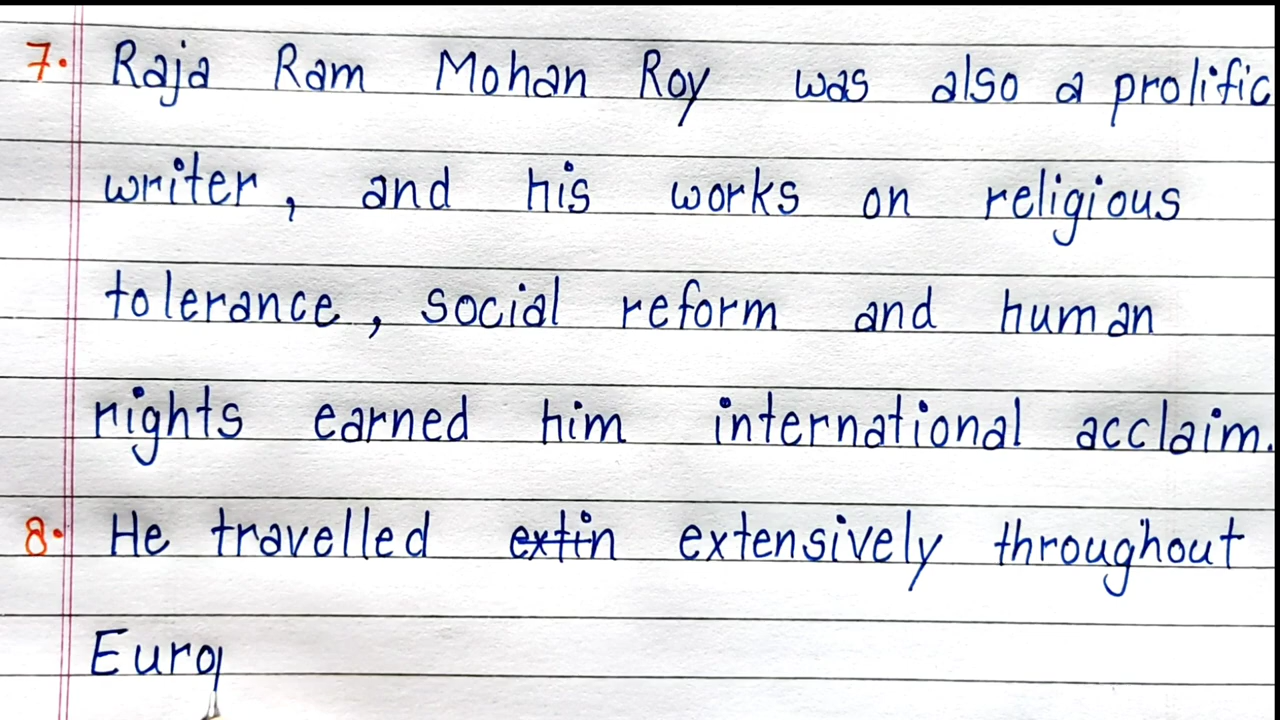 7. Raja Ram Mohan Roy was also a prolific
writer, and his works on religious
tolerance, social reform and human
rights earned him international acclaim.
8. He travelled extin extensively throughout
Euro